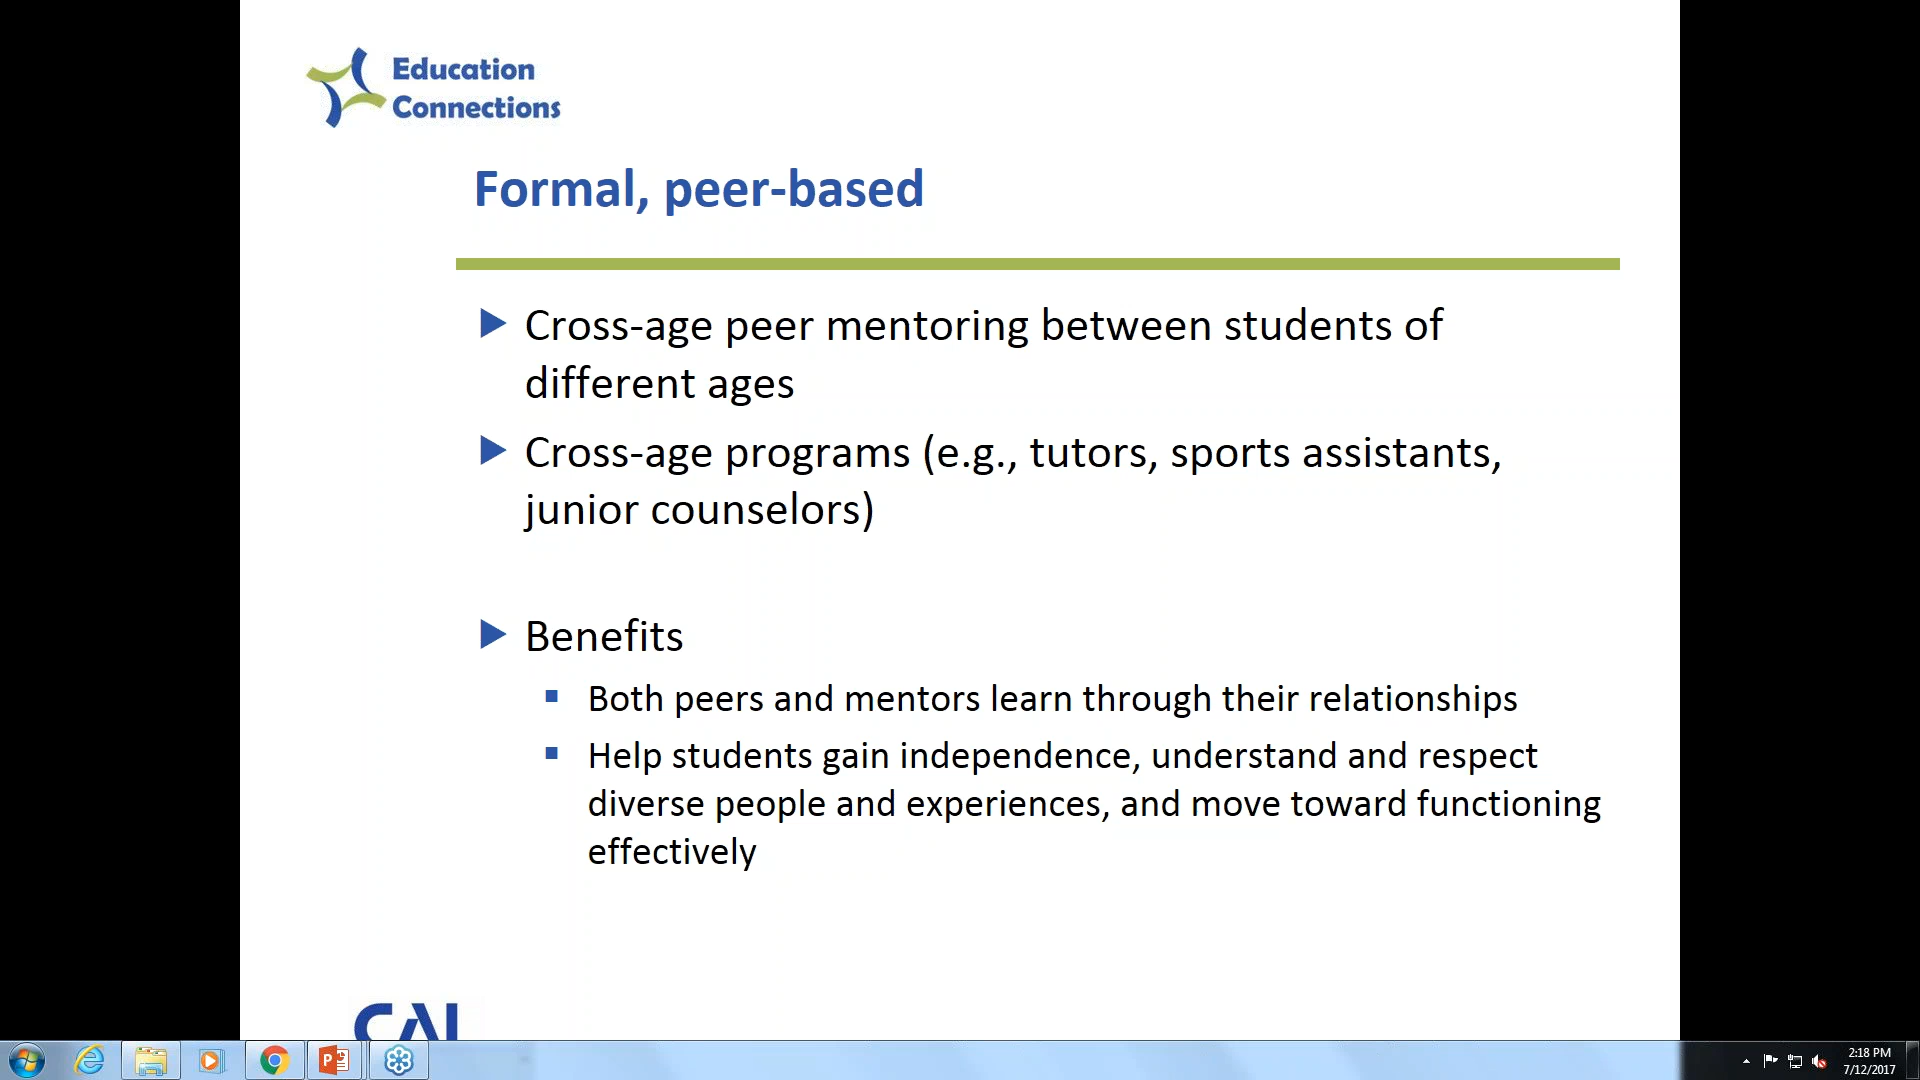 Education
Connections
Formal, peer-based
Cross-age peer mentoring between students of
different ages
Cross-age programs (e.g., tutors, sports assistants,
junior counselors)
Benefits
Both peers and mentors learn through their relationships
Help students gain independence, understand and respect
diverse people and experiences, and move toward functioning
effectively
CAL
2:18 PM
7/12/2017